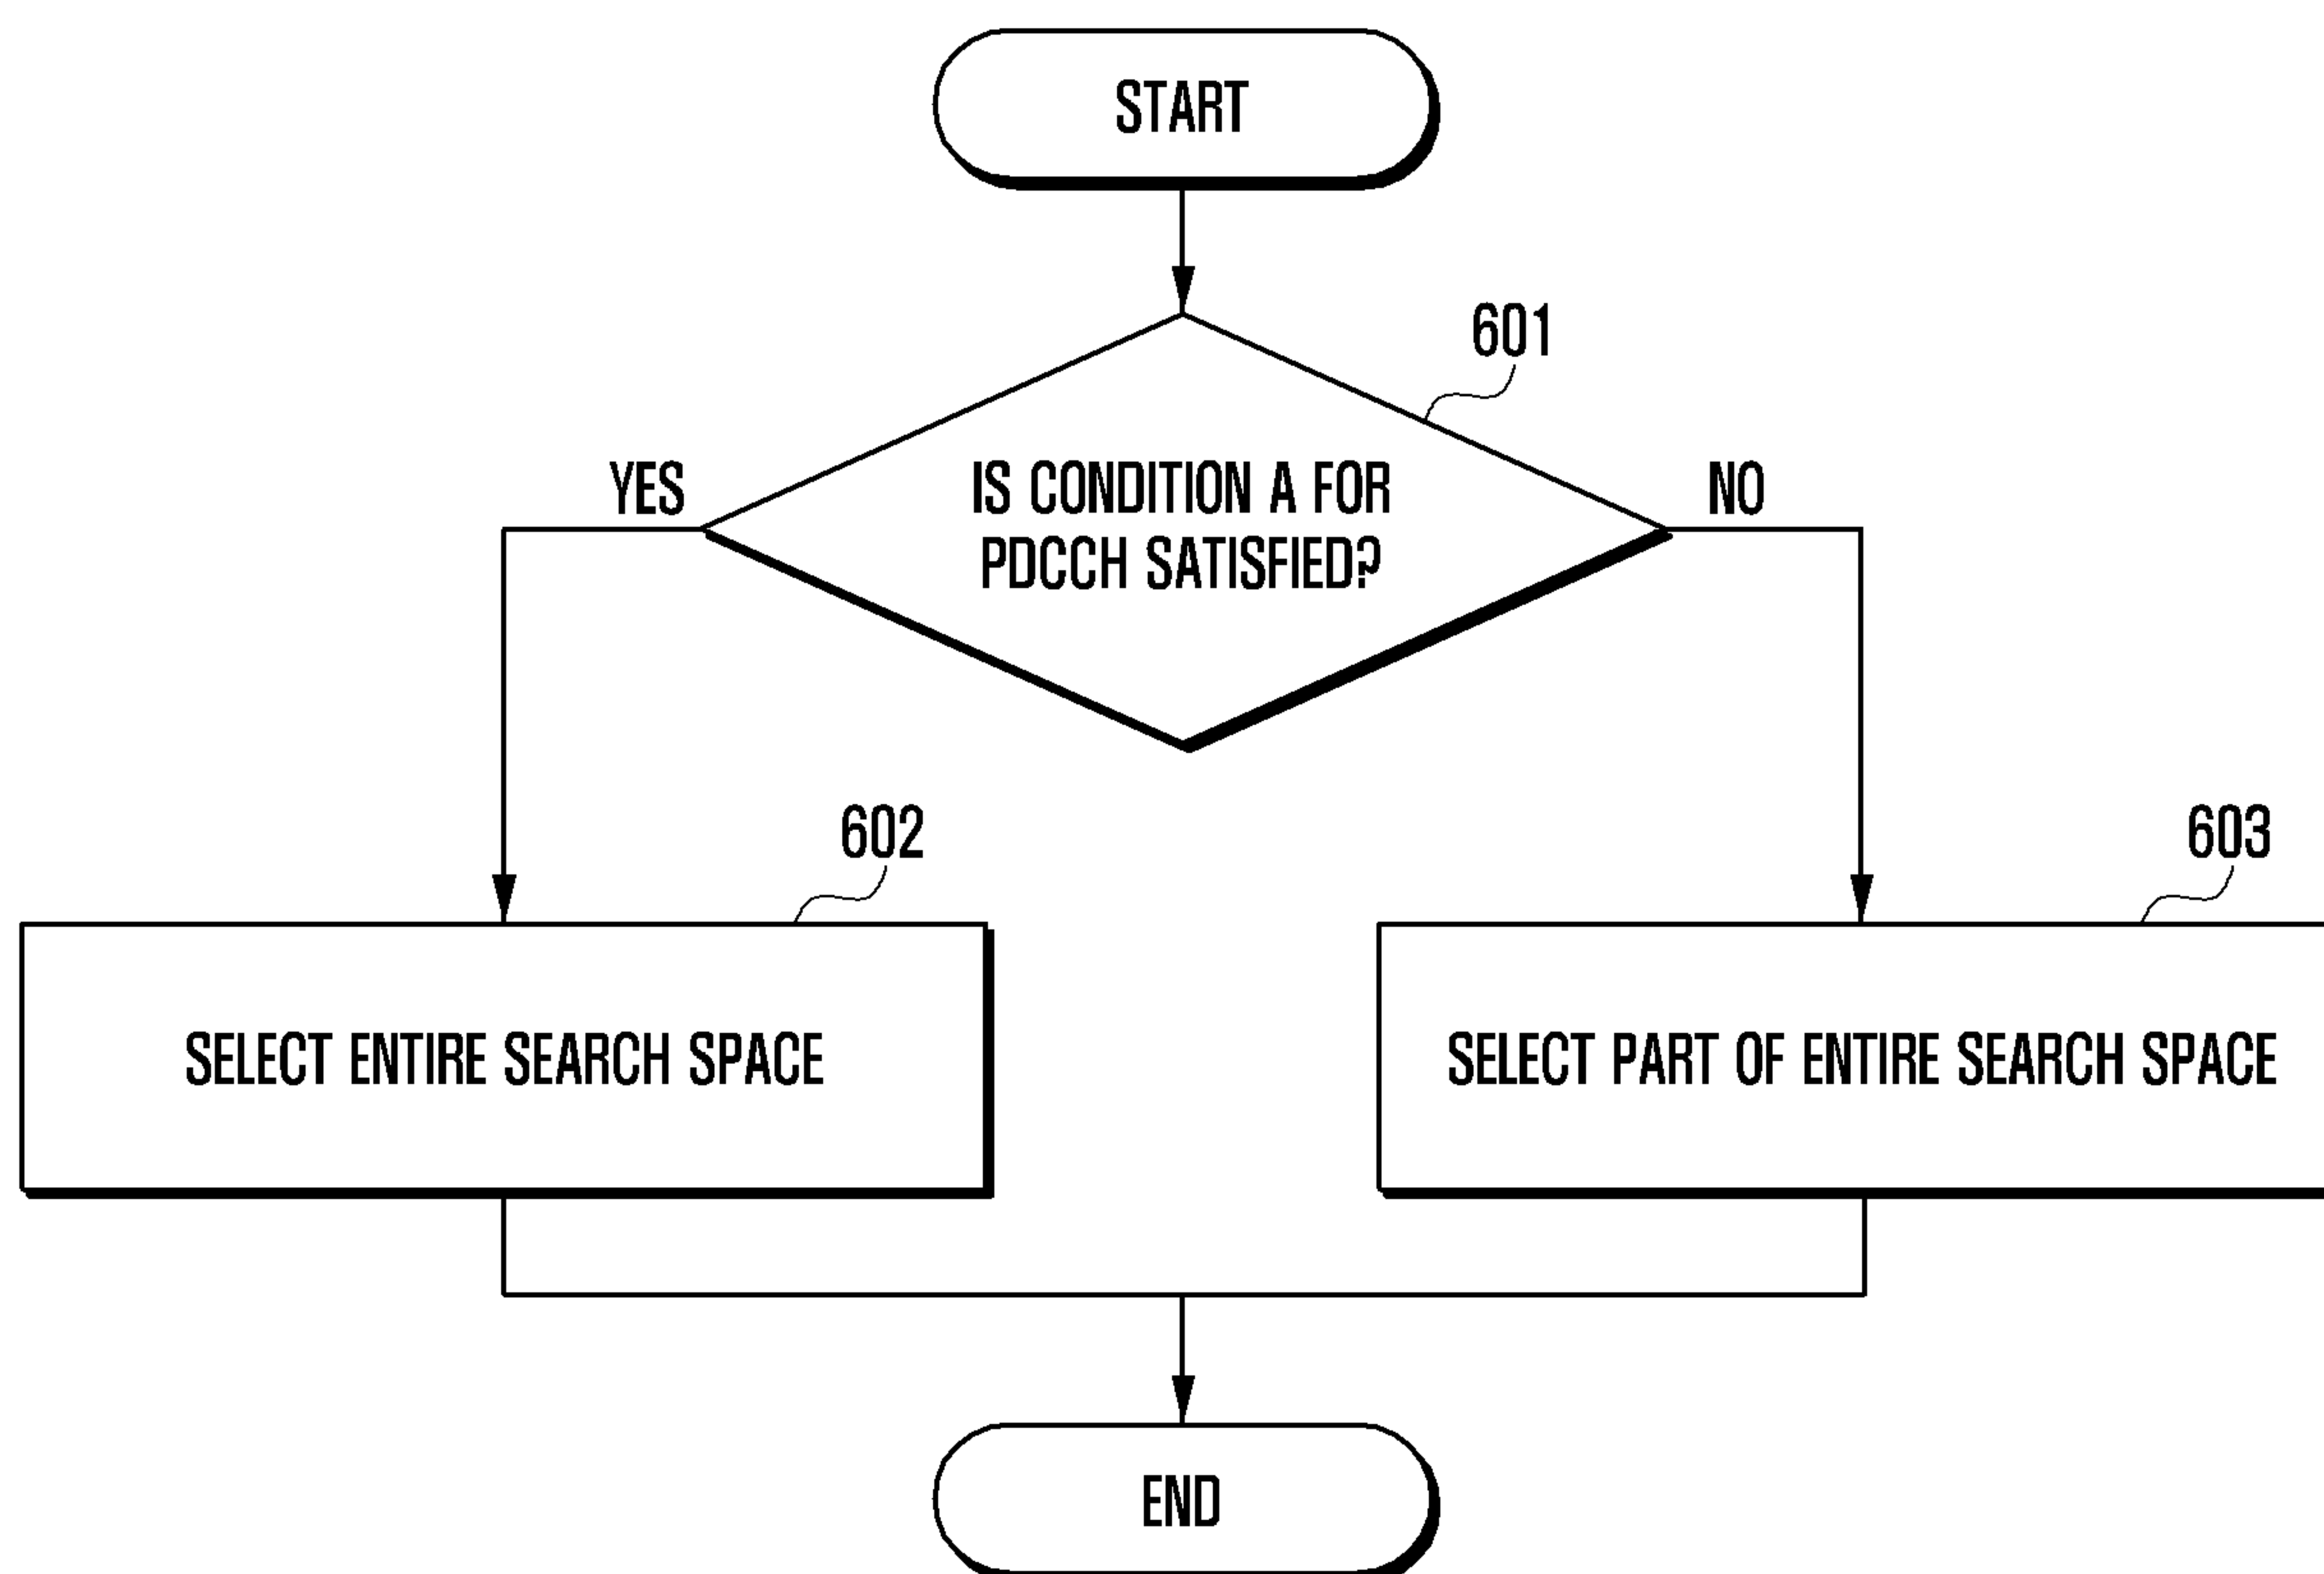 START
601
YES
IS CONDITION A FOR
PDCCH SATISFIED?
NO
602
603
SELECT ENTIRE SEARCH SPACE
SELECT PART OF ENTIRE SEARCH SPACE
END